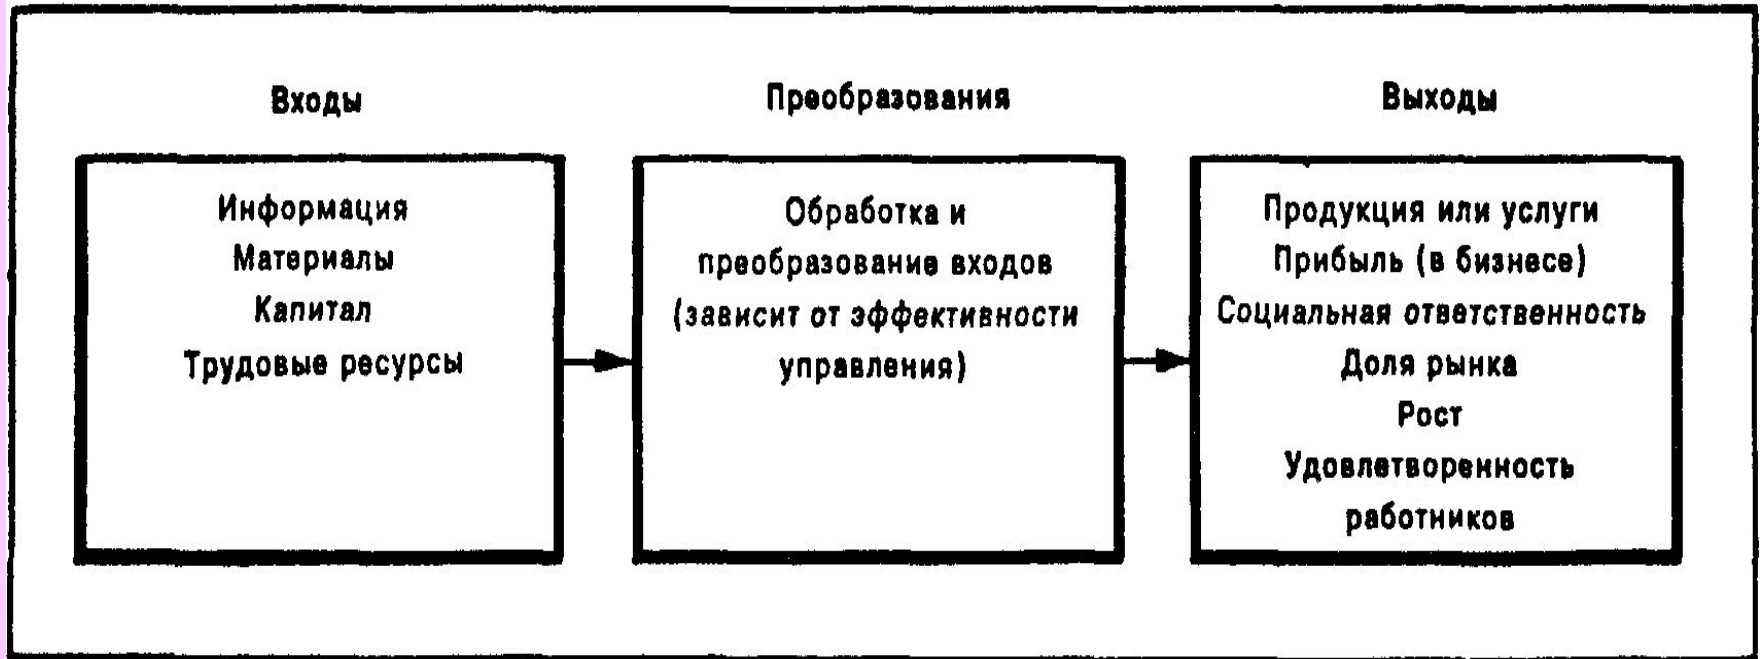 Входы
Информация
Материалы
Капитал
Трудовые ресурсы
Преобразования
Обработка и
преобразование входов
(зависит от эффективности
управления)
Выходы
Продукция или услуги
Прибыль (в бизнесе)
Социальная ответственность
Доля рынка
Рост
Удовлетворенность
работников